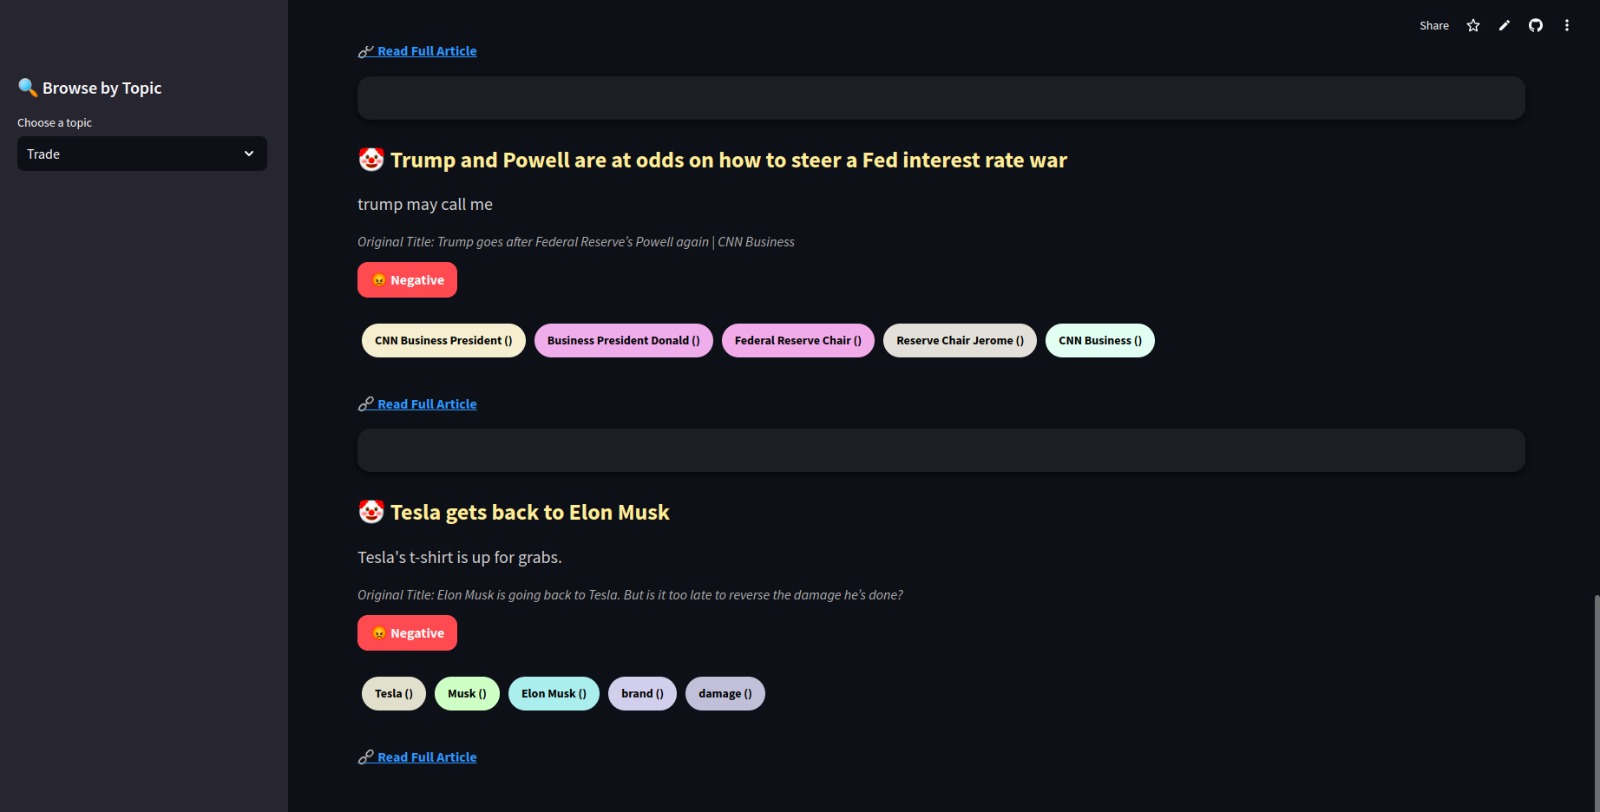 Share
🔍 Browse by Topic
Choose a topic
Trade
🔗 Read Full Article
🤡 Trump and Powell are at odds on how to steer a Fed interest rate war
trump may call me
Original Title: Trump goes after Federal Reserve’s Powell again | CNN Business
😡 Negative
CNN Business President () Business President Donald () Federal Reserve Chair () Reserve Chair Jerome () CNN Business ()
🔗 Read Full Article
🤡 Tesla gets back to Elon Musk
Tesla's t-shirt is up for grabs.
Original Title: Elon Musk is going back to Tesla. But is it too late to reverse the damage he’s done?
😡 Negative
Tesla () Musk () Elon Musk () brand () damage ()
🔗 Read Full Article